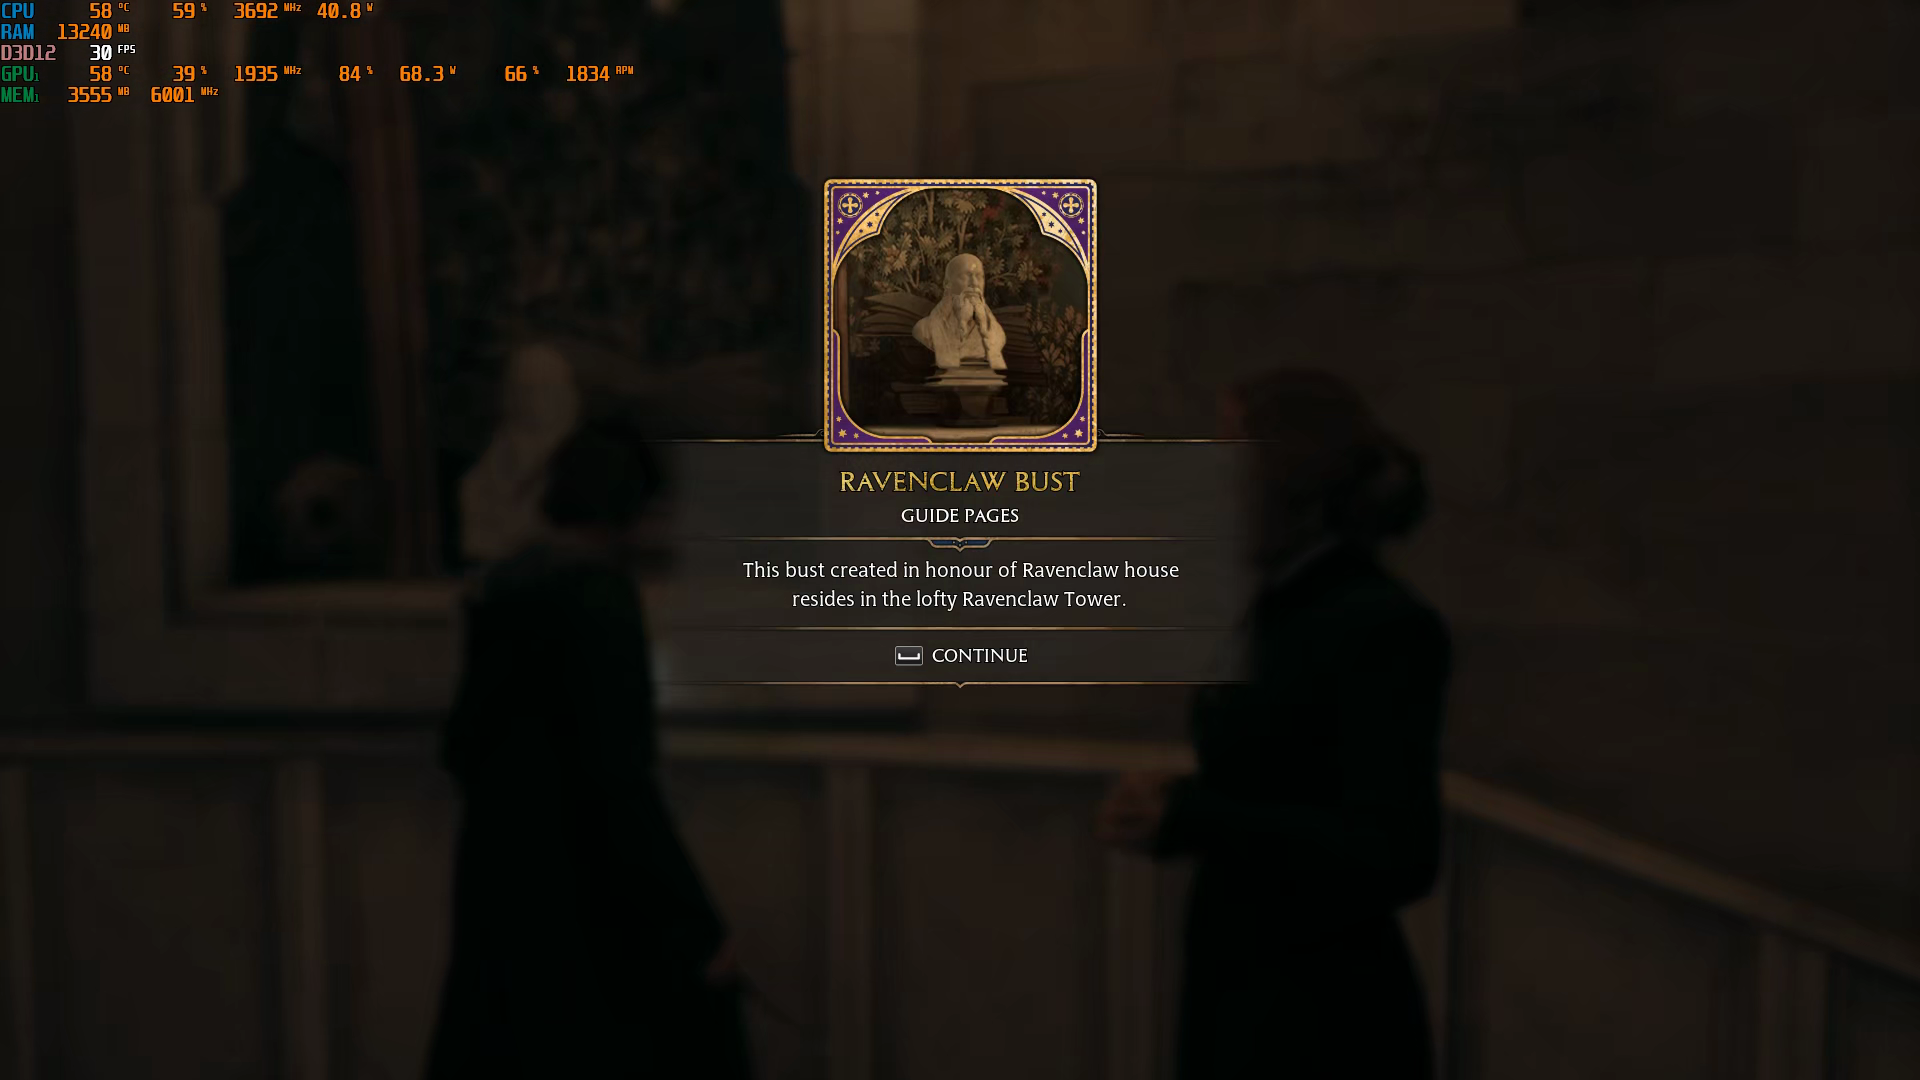 CPU 58 °C 59 % 3692 MHz 40.8 W
RAM 13240 MB
D3D12 30 FPS
GPU1 58 °C 39 % 1935 MHz 84 % 68.3 W 66 % 1834 RPM
MEM1 3555 MB 6001 MHz
RAVENCLAW BUST
GUIDE PAGES
This bust created in honour of Ravenclaw house
resides in the lofty Ravenclaw Tower.
CONTINUE